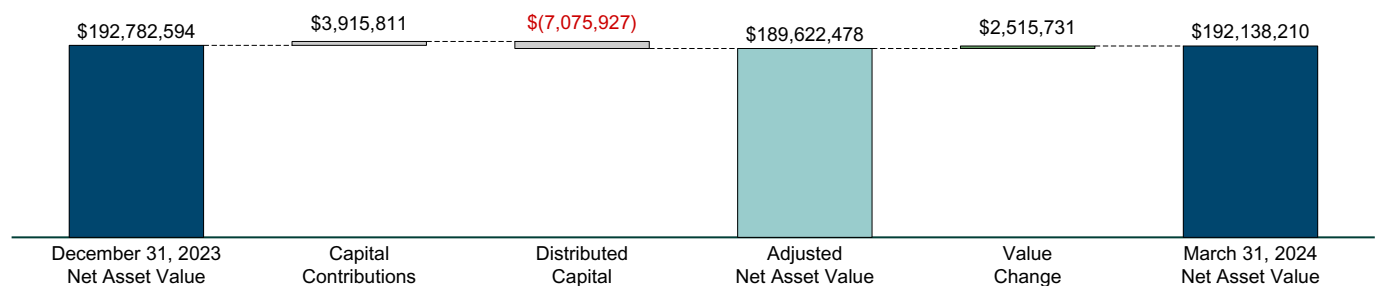 $192,782,594
$3,915,811
$(7,075,927)
$189,622,478
$2,515,731
$192,138,210
December 31, 2023
Net Asset Value
Capital
Contributions
Distributed
Capital
Adjusted
Net Asset Value
Value
Change
March 31, 2024
Net Asset Value